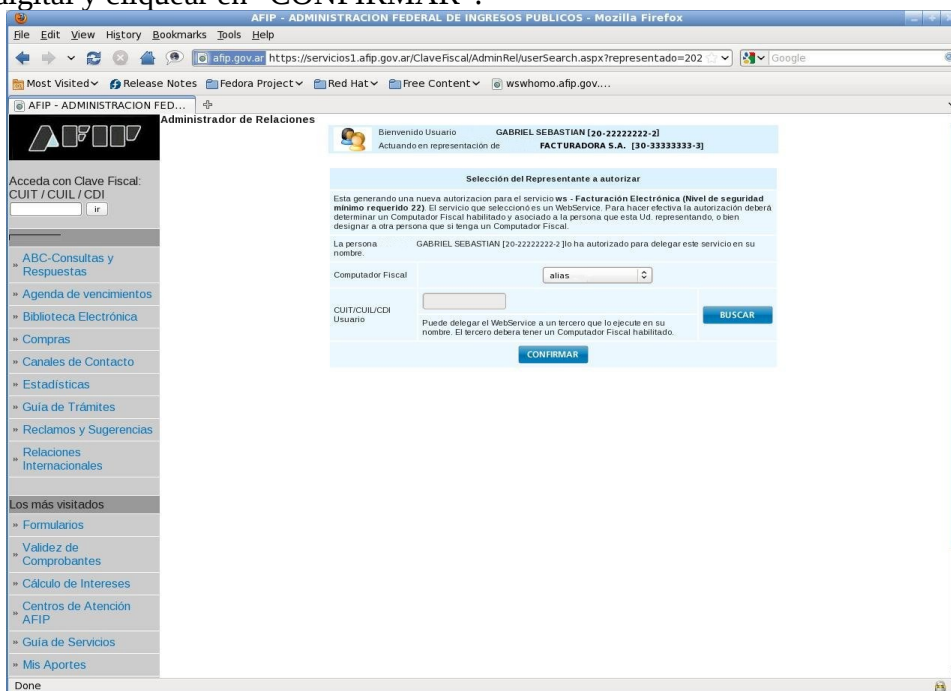 digital y cliquear en "CONFIRMAR".
AFIP - ADMINISTRACION FEDERAL DE INGRESOS PUBLICOS - Mozilla Firefox
File Edit View History Bookmarks Tools Help
afip.gov.ar https://servicios1.afip.gov.ar/ClaveFiscal/AdminRel/userSearch.aspx?representado=202
Google
Most Visited Release Notes Fedora Project Red Hat Free Content wswhomo.afip.gov....
AFIP - ADMINISTRACION FED...
AFIP
Acceda con Clave Fiscal:
CUIT / CUIL / CDI
ir
ABC-Consultas y
Respuestas
Agenda de vencimientos
Biblioteca Electrónica
Compras
Canales de Contacto
Estadísticas
Guía de Trámites
Reclamos y Sugerencias
Relaciones
Internacionales
Los más visitados
Formularios
Validez de
Comprobantes
Cálculo de Intereses
Centros de Atención
AFIP
Guía de Servicios
Mis Aportes
Administrador de Relaciones
Bienvenido Usuario GABRIEL SEBASTIAN [20-22222222-2]
Actuando en representación de FACTURADORA S.A. [30-33333333-3]
Selección del Representante a autorizar
Esta generando una nueva autorizacion para el servicio ws - Facturación Electrónica (Nivel de seguridad
mínimo requerido 22). El servicio que seleccionó es un WebService. Para hacer efectiva la autorización deberá
determinar un Computador Fiscal habilitado y asociado a la persona que esta Ud. representando, o bien
designar a otra persona que si tenga un Computador Fiscal.
La persona GABRIEL SEBASTIAN [20-22222222-2 ]lo ha autorizado para delegar este servicio en su
nombre.
Computador Fiscal alias
CUIT/CUIL/CDI
Usuario
Puede delegar el WebService a un tercero que lo ejecute en su
nombre. El tercero debera tener un Computador Fiscal habilitado.
BUSCAR
CONFIRMAR
Done